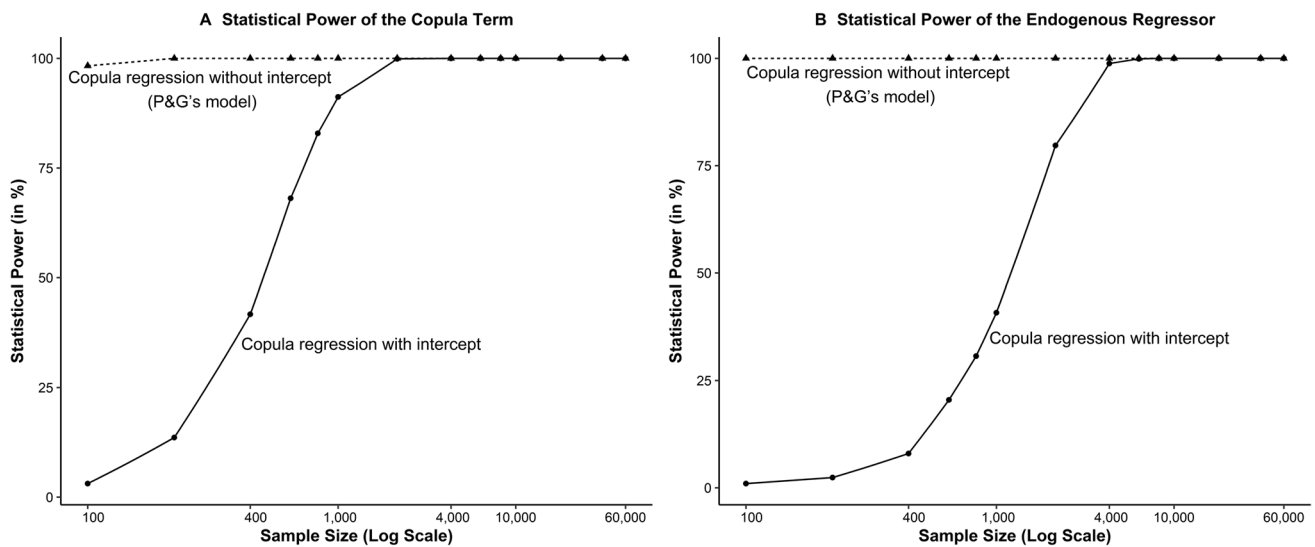 A Statistical Power of the Copula Term
Statistical Power (in %)
100
75
50
25
0
Copula regression without intercept
(P&G’s model)
Copula regression with intercept
100
400
1,000
4,000
10,000
60,000
Sample Size (Log Scale)
B Statistical Power of the Endogenous Regressor
Statistical Power (in %)
100
75
50
25
0
Copula regression without intercept
(P&G’s model)
Copula regression with intercept
100
400
1,000
4,000
10,000
60,000
Sample Size (Log Scale)